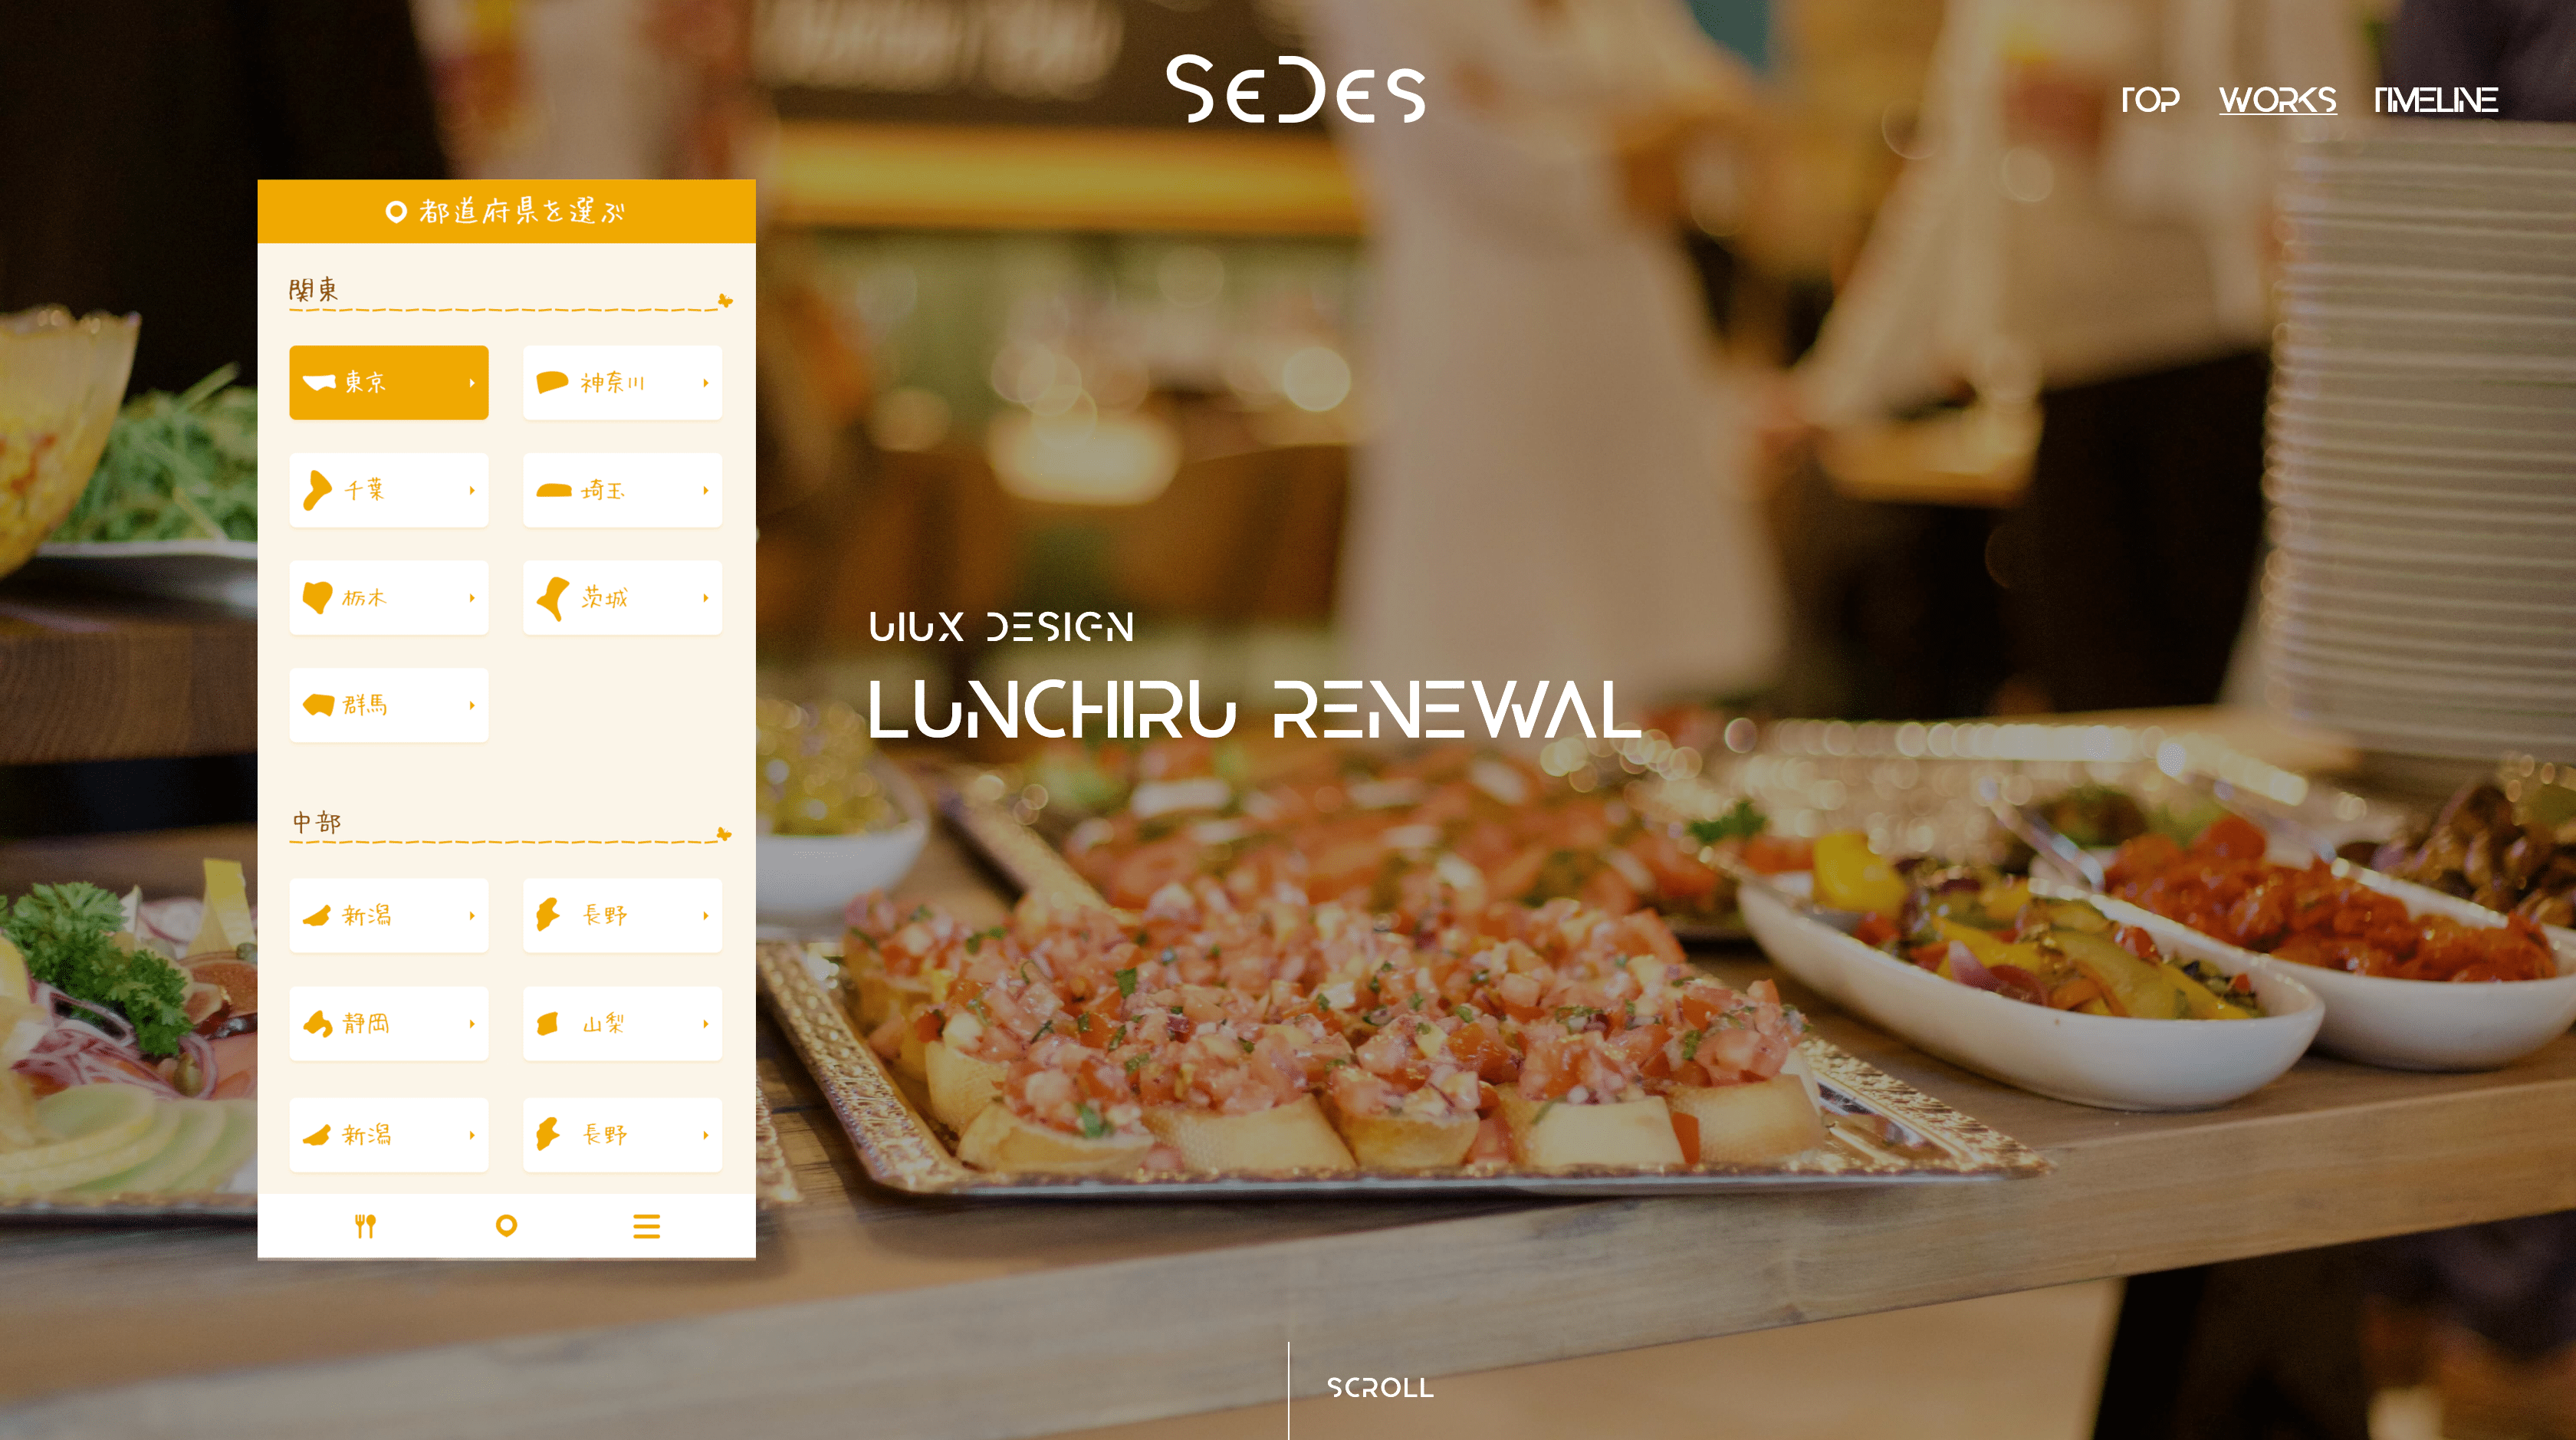 SEDES
TOP WORKS TIMELINE
都道府県を選ぶ
関東
東京
神奈川
千葉
埼玉
栃木
茨城
群馬
中部
新潟
長野
静岡
山梨
新潟
長野
UIUX DESIGN
LUNCHIRU RENEWAL
SCROLL